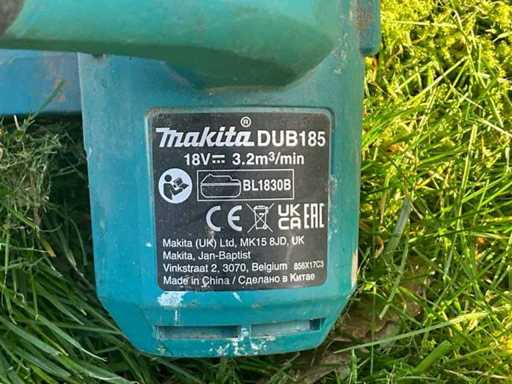 makita® DUB185
18V⎓ 3.2m³/min
BL1830B
CE UK CA EAC
Makita (UK) Ltd, MK15 8JD, UK
Makita, Jan-Baptist
Vinkstraat 2, 3070, Belgium 856X17C3
Made in China / Сделано в Китае